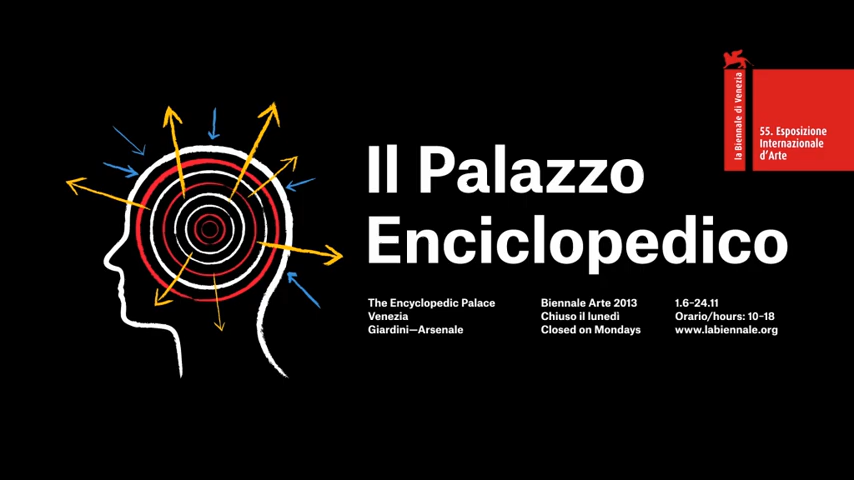 la Biennale di Venezia
55. Esposizione
Internazionale
d'Arte
Il Palazzo
Enciclopedico
The Encyclopedic Palace
Venezia
Giardini—Arsenale
Biennale Arte 2013
Chiuso il lunedì
Closed on Mondays
1.6–24.11
Orario/hours: 10–18
www.labiennale.org